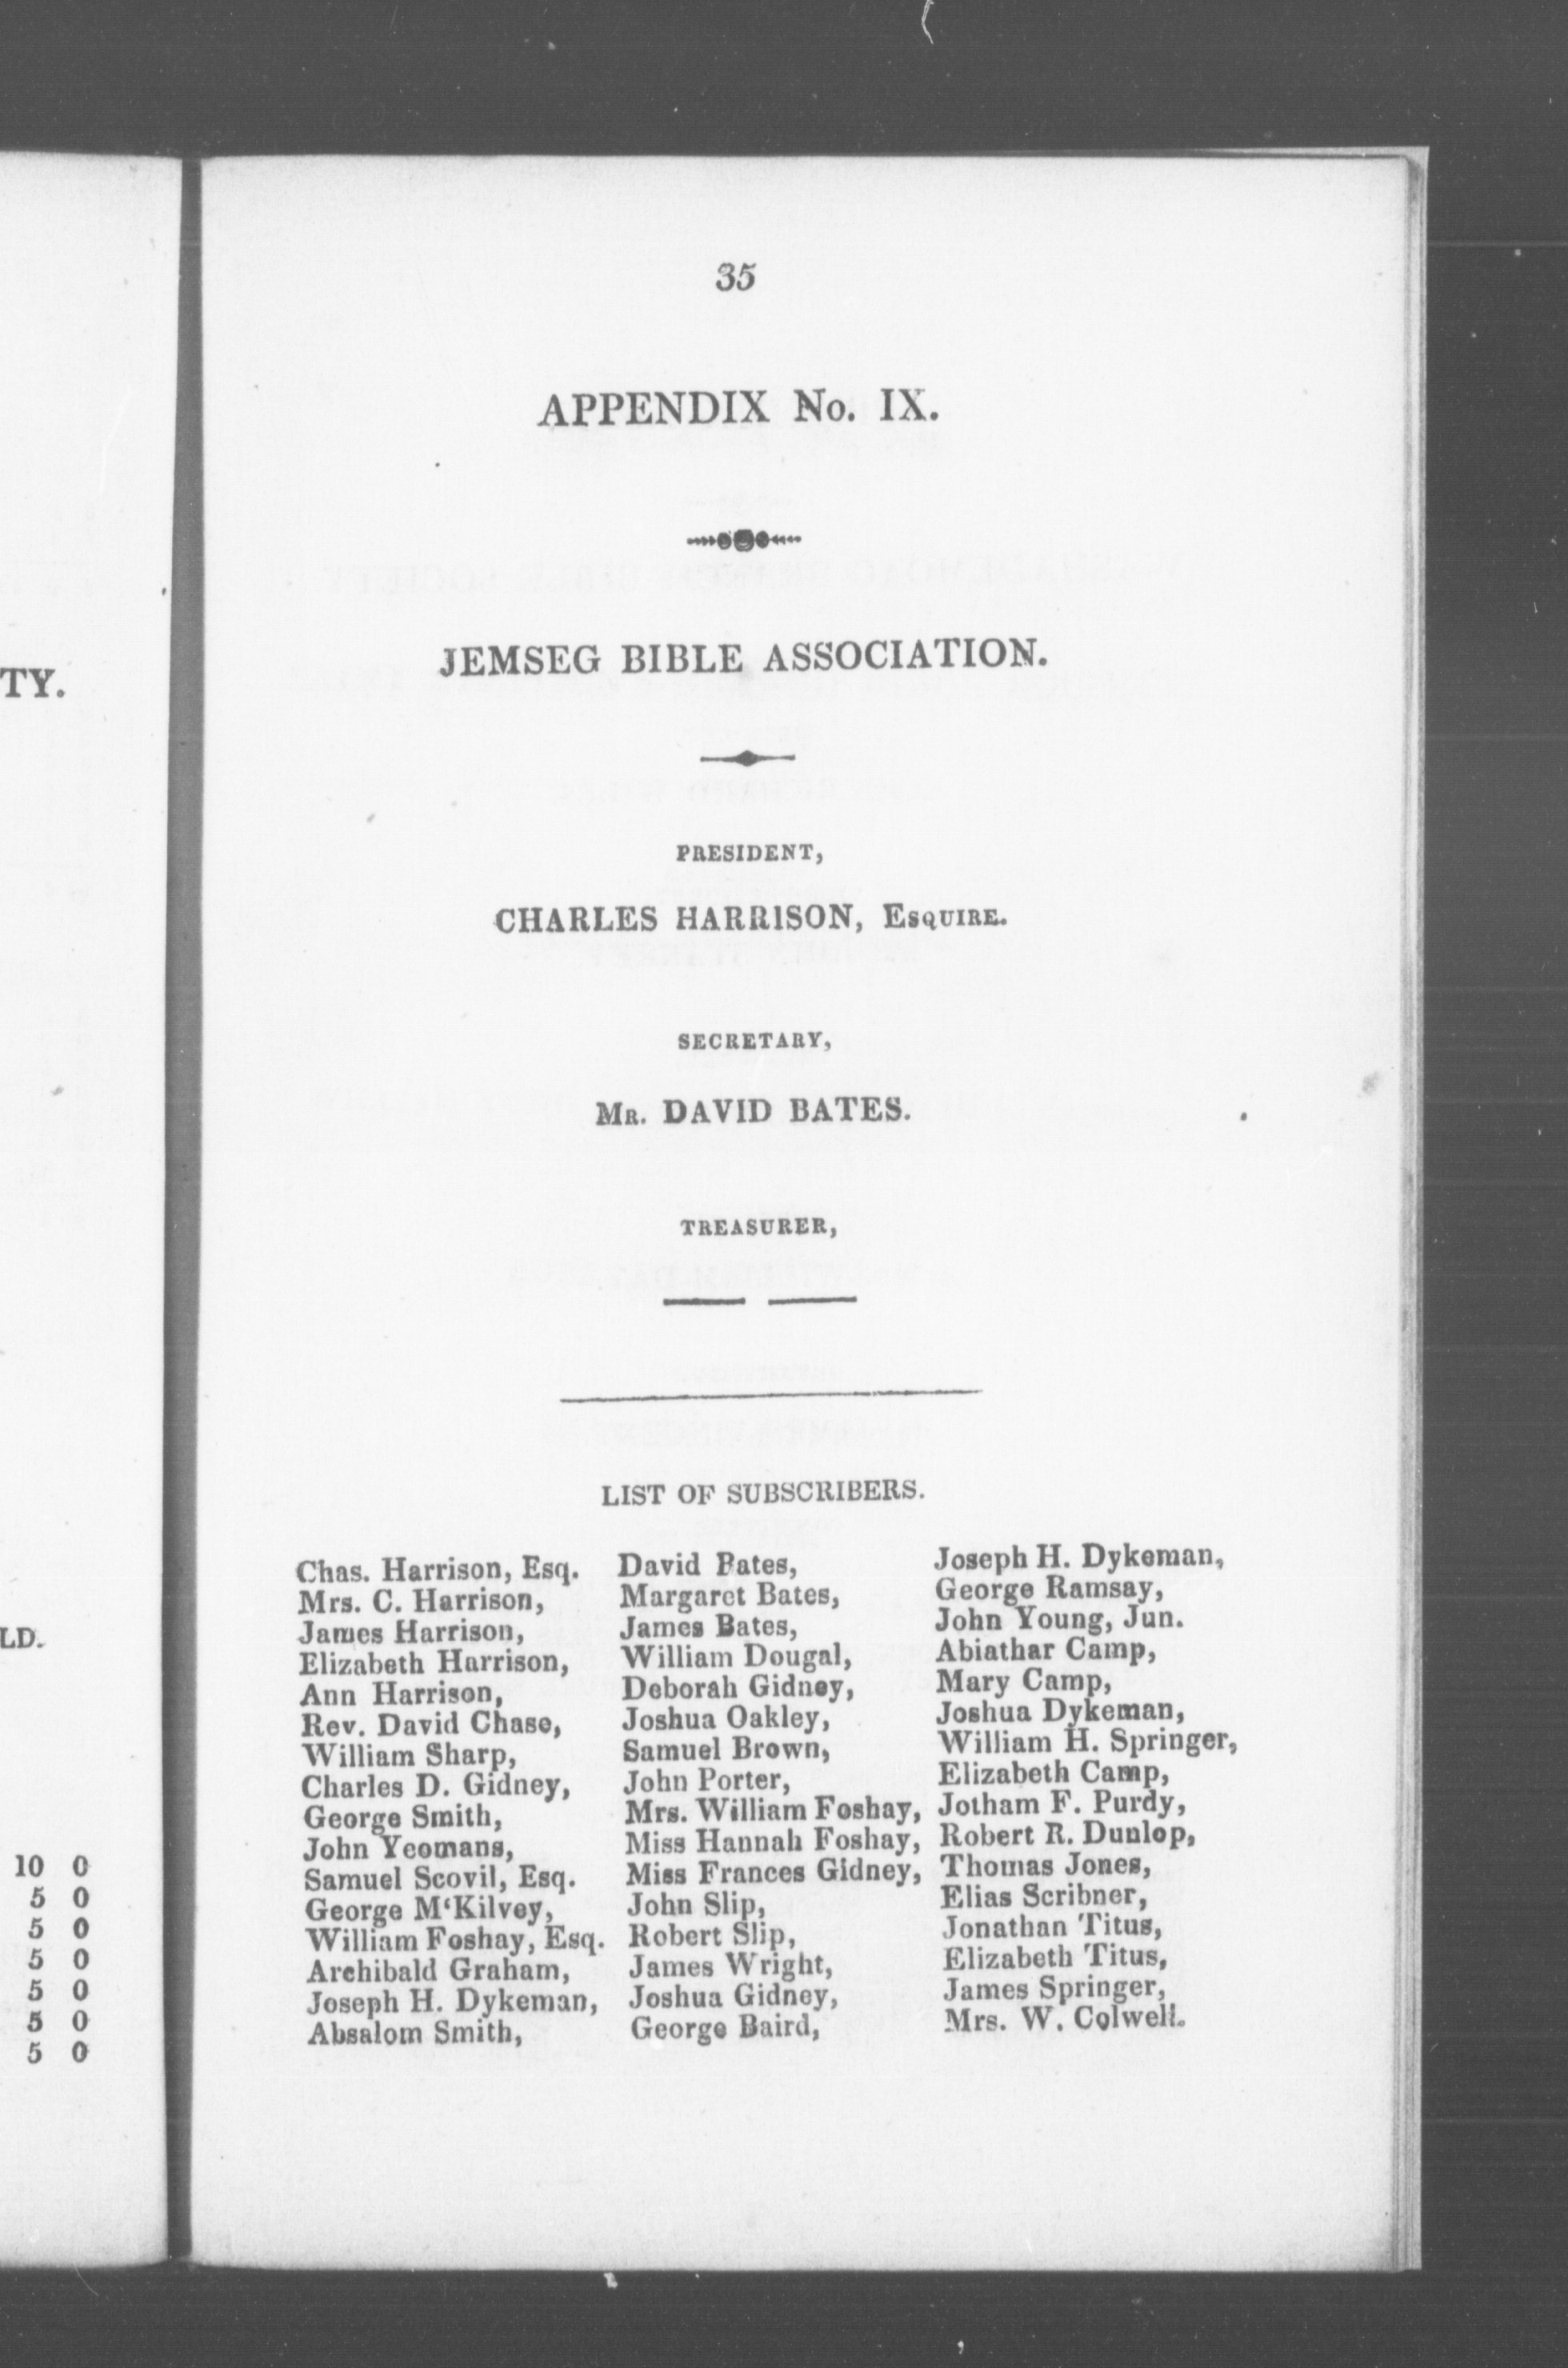 TY.
LD.
10 0
5 0
5 0
5 0
5 0
5 0
5 0
35
APPENDIX No. IX.
JEMSEG BIBLE ASSOCIATION.
PRESIDENT,
CHARLES HARRISON, ESQUIRE.
SECRETARY,
MR. DAVID BATES.
TREASURER,
LIST OF SUBSCRIBERS.
Chas. Harrison, Esq.
Mrs. C. Harrison,
James Harrison,
Elizabeth Harrison,
Ann Harrison,
Rev. David Chase,
William Sharp,
Charles D. Gidney,
George Smith,
John Yeomans,
Samuel Scovil, Esq.
George M‘Kilvey,
William Foshay, Esq.
Archibald Graham,
Joseph H. Dykeman,
Absalom Smith,
David Bates,
Margaret Bates,
James Bates,
William Dougal,
Deborah Gidney,
Joshua Oakley,
Samuel Brown,
John Porter,
Mrs. William Foshay,
Miss Hannah Foshay,
Miss Frances Gidney,
John Slip,
Robert Slip,
James Wright,
Joshua Gidney,
George Baird,
Joseph H. Dykeman,
George Ramsay,
John Young, Jun.
Abiathar Camp,
Mary Camp,
Joshua Dykeman,
William H. Springer,
Elizabeth Camp,
Jotham F. Purdy,
Robert R. Dunlop,
Thomas Jones,
Elias Scribner,
Jonathan Titus,
Elizabeth Titus,
James Springer,
Mrs. W. Colwell.